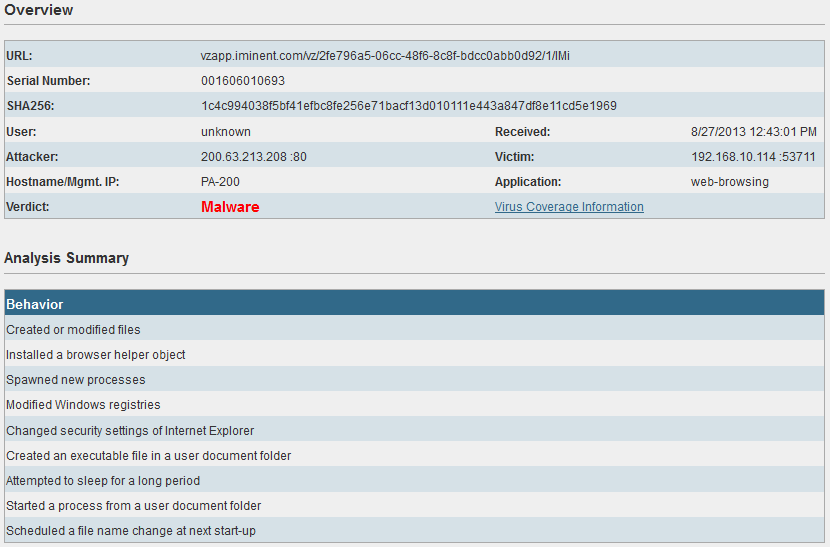 Overview
URL: vzapp.iminent.com/vz/2fe796a5-06cc-48f6-8c8f-bdcc0abb0d92/1/IMi
Serial Number: 001606010693
SHA256: 1c4c994038f5bf41efbc8fe256e71bacf13d010111e443a847df8e11cd5e1969
User: unknown Received: 8/27/2013 12:43:01 PM
Attacker: 200.63.213.208 :80 Victim: 192.168.10.114 :53711
Hostname/Mgmt. IP: PA-200 Application: web-browsing
Verdict: Malware Virus Coverage Information
Analysis Summary
Behavior
Created or modified files
Installed a browser helper object
Spawned new processes
Modified Windows registries
Changed security settings of Internet Explorer
Created an executable file in a user document folder
Attempted to sleep for a long period
Started a process from a user document folder
Scheduled a file name change at next start-up